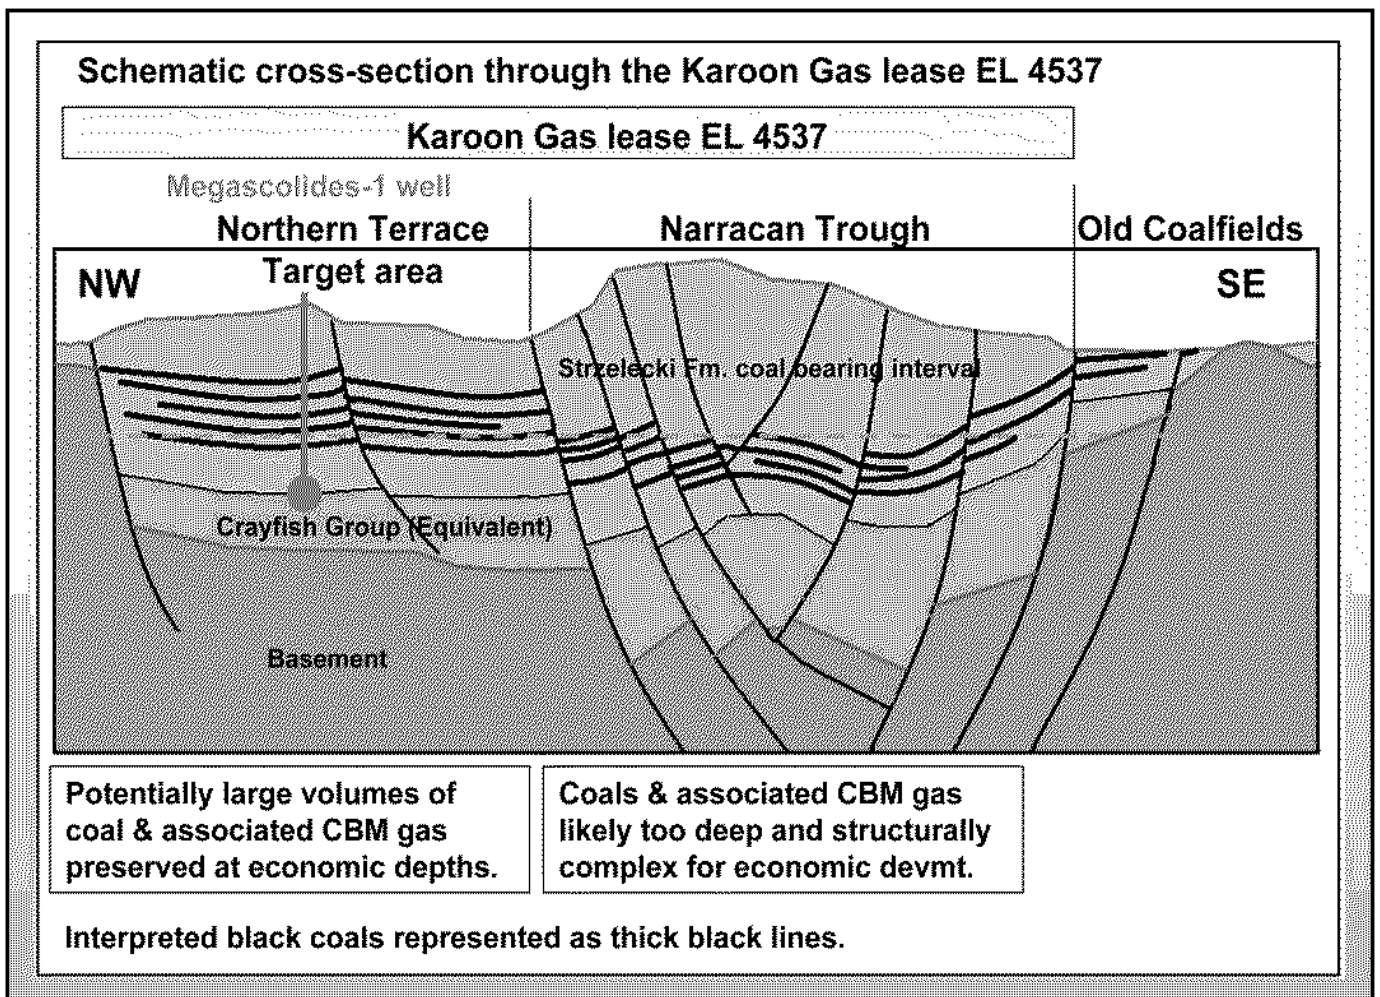 Schematic cross-section through the Karoon Gas lease EL 4537
Karoon Gas lease EL 4537
Megascolides-1 well
Northern Terrace
Narracan Trough
Old Coalfields
NW
Target area
SE
Strzelecki Fm. coal bearing interval
Crayfish Group (Equivalent)
Basement
Potentially large volumes of
coal & associated CBM gas
preserved at economic depths.
Coals & associated CBM gas
likely too deep and structurally
complex for economic devmt.
Interpreted black coals represented as thick black lines.